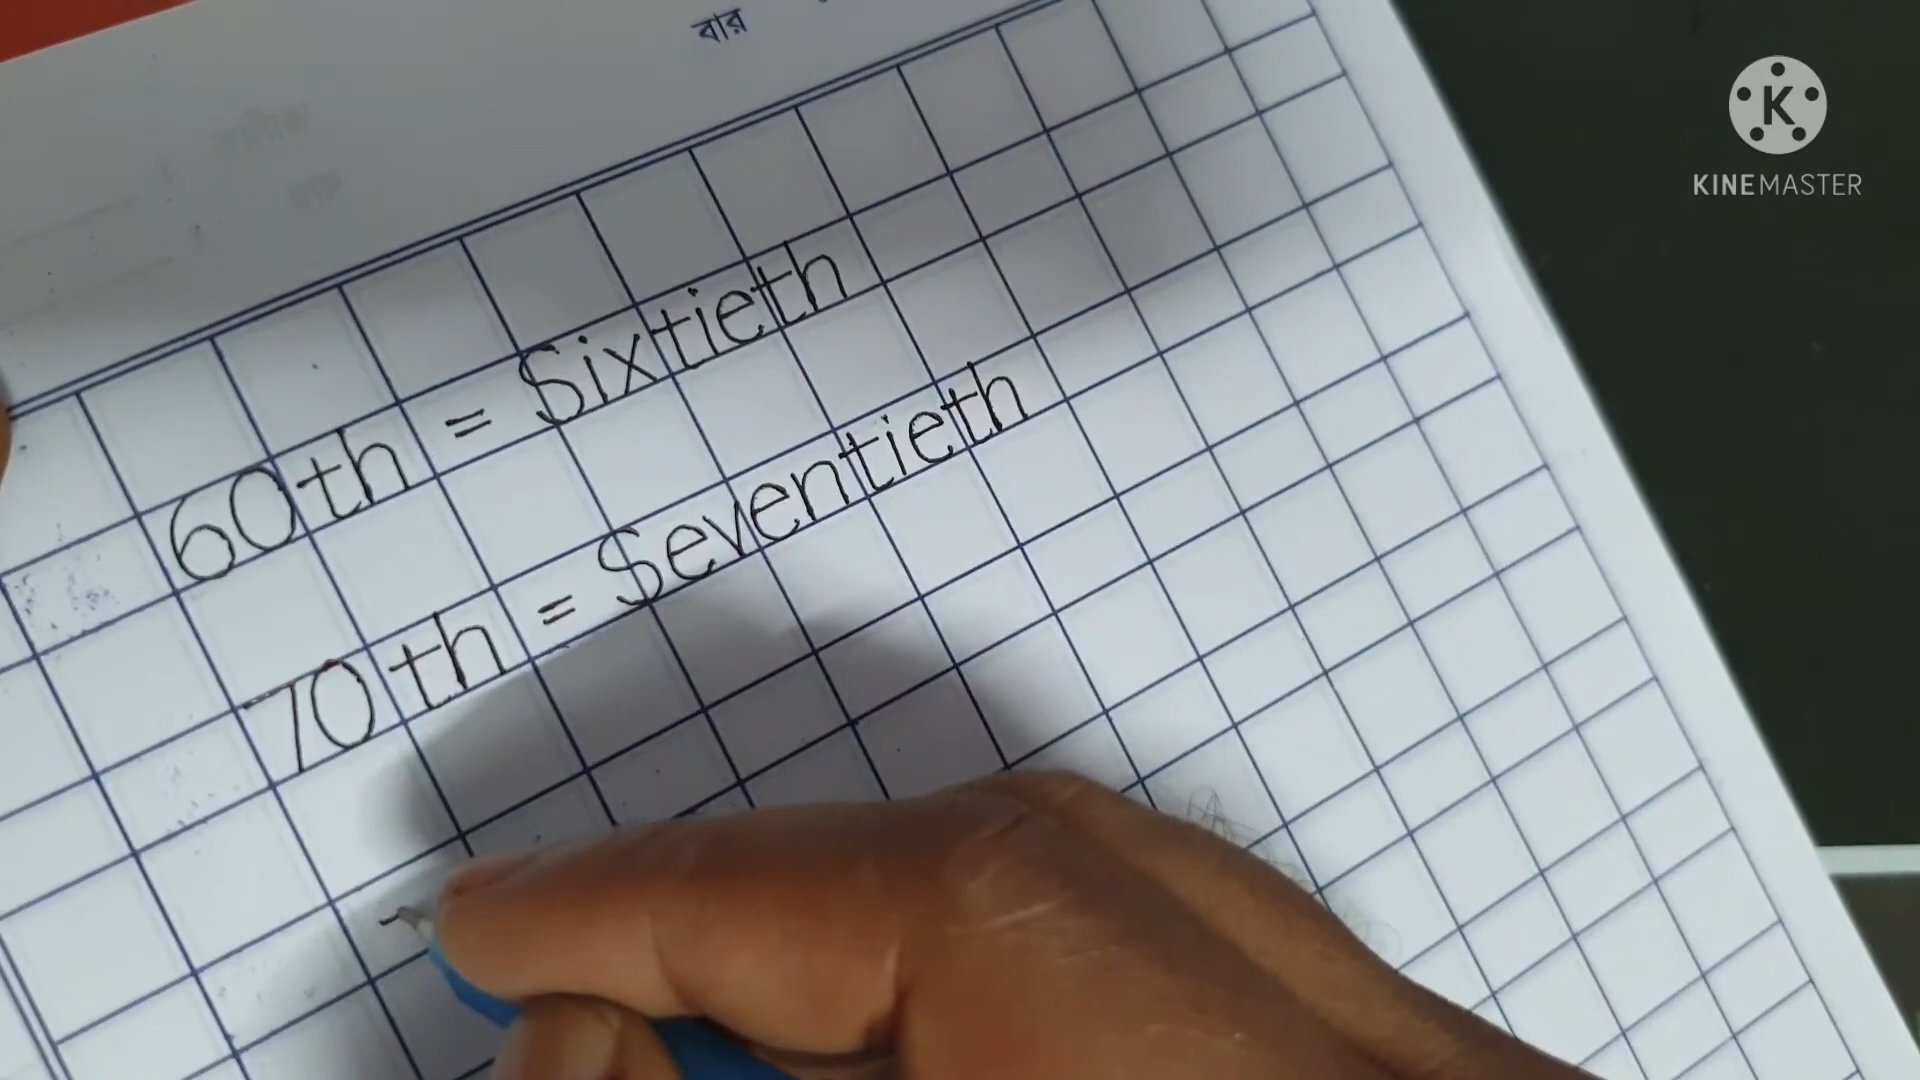 বার
KINEMASTER
60th = Sixtieth
70th = Seventieth